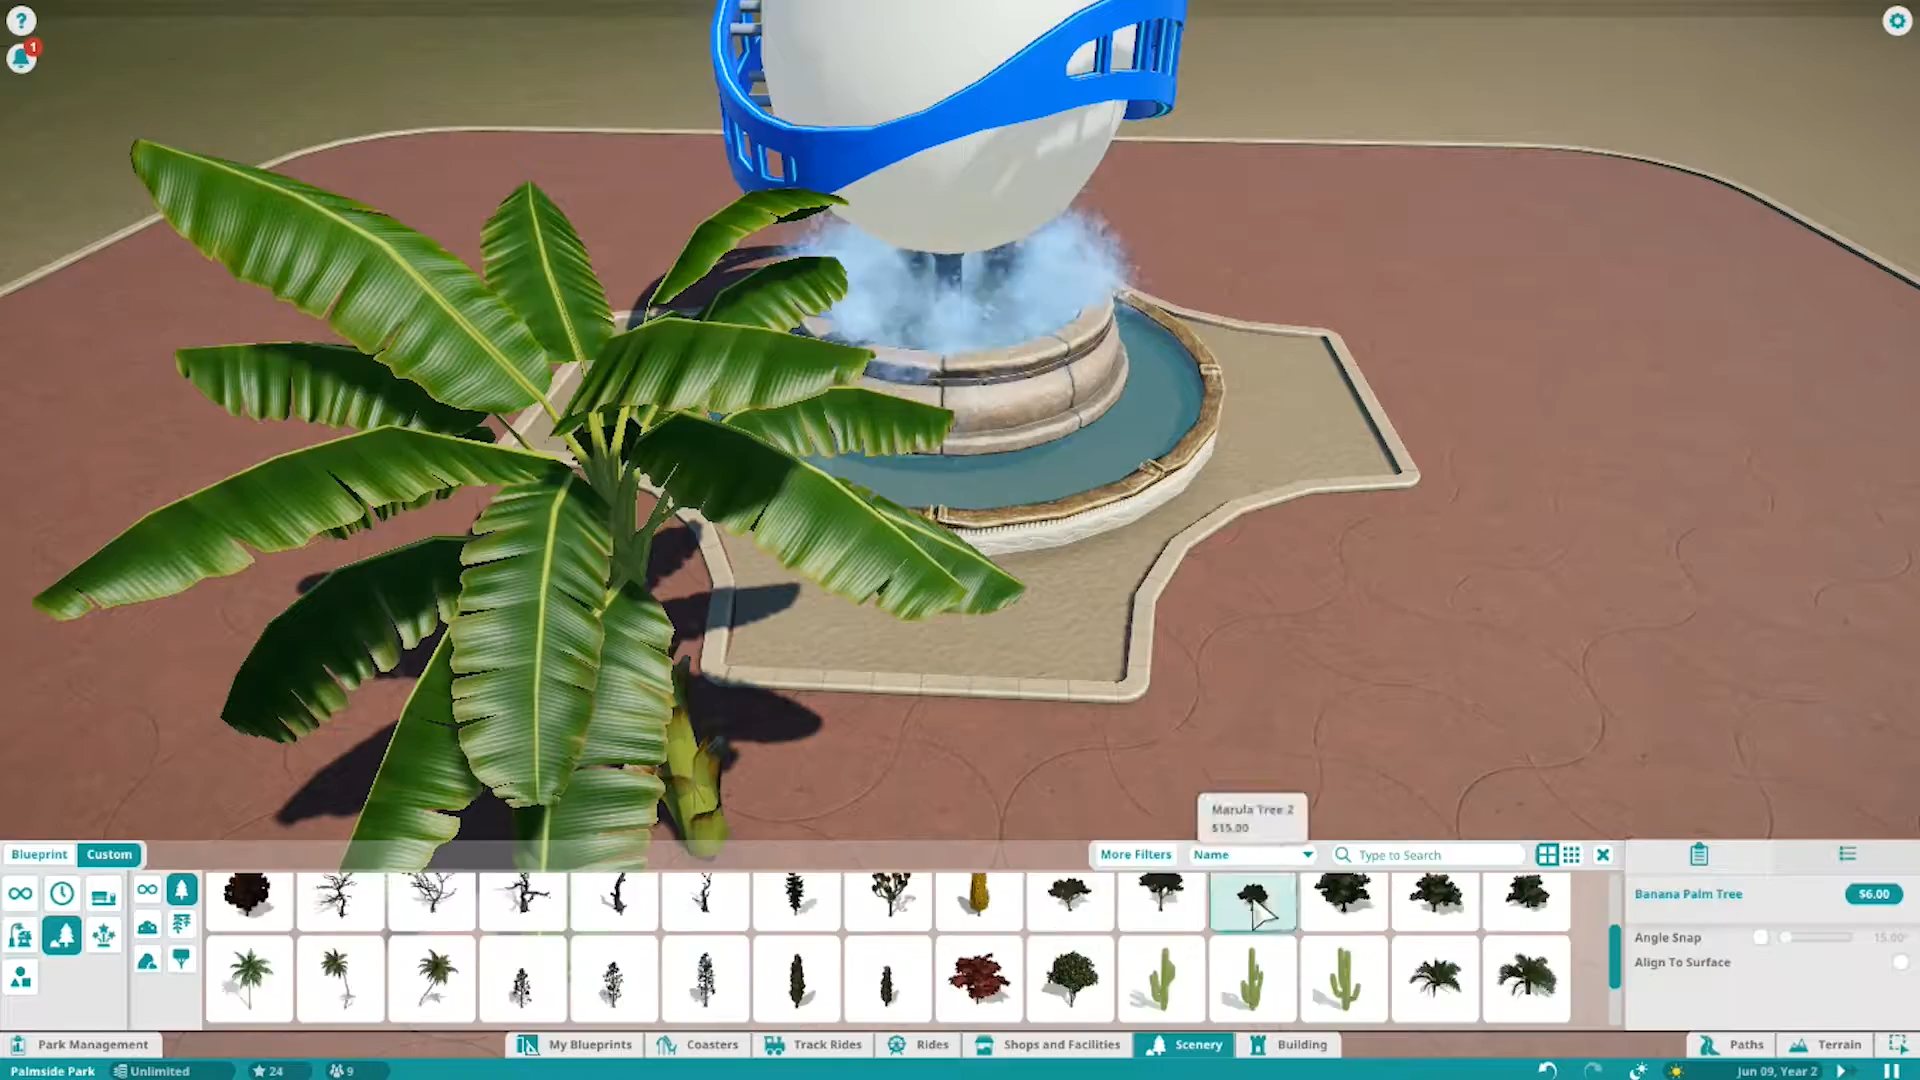 ?
1
Marula Tree 2
$15.00
Blueprint
Custom
More Filters
Name
Type to Search
Banana Palm Tree
$6.00
Angle Snap
15.00°
Align To Surface
Park Management
My Blueprints
Coasters
Track Rides
Rides
Shops and Facilities
Scenery
Building
Paths
Terrain
Palmside Park
Unlimited
24
9
Jun 09, Year 2